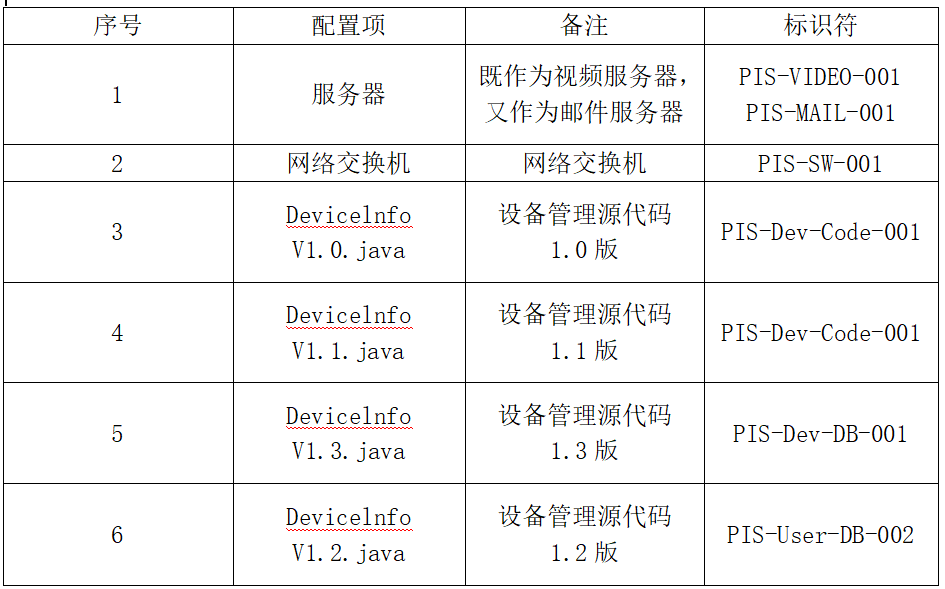 序号 配置项 备注 标识符
1 服务器 既作为视频服务器， PIS-VIDEO-001
又作为邮件服务器 PIS-MAIL-001
2 网络交换机 网络交换机 PIS-SW-001
3 Devicelnfo 设备管理源代码 PIS-Dev-Code-001
V1.0.java 1.0 版
4 Devicelnfo 设备管理源代码 PIS-Dev-Code-001
V1.1.java 1.1 版
5 Devicelnfo 设备管理源代码 PIS-Dev-DB-001
V1.3.java 1.3 版
6 Devicelnfo 设备管理源代码 PIS-User-DB-002
V1.2.java 1.2 版